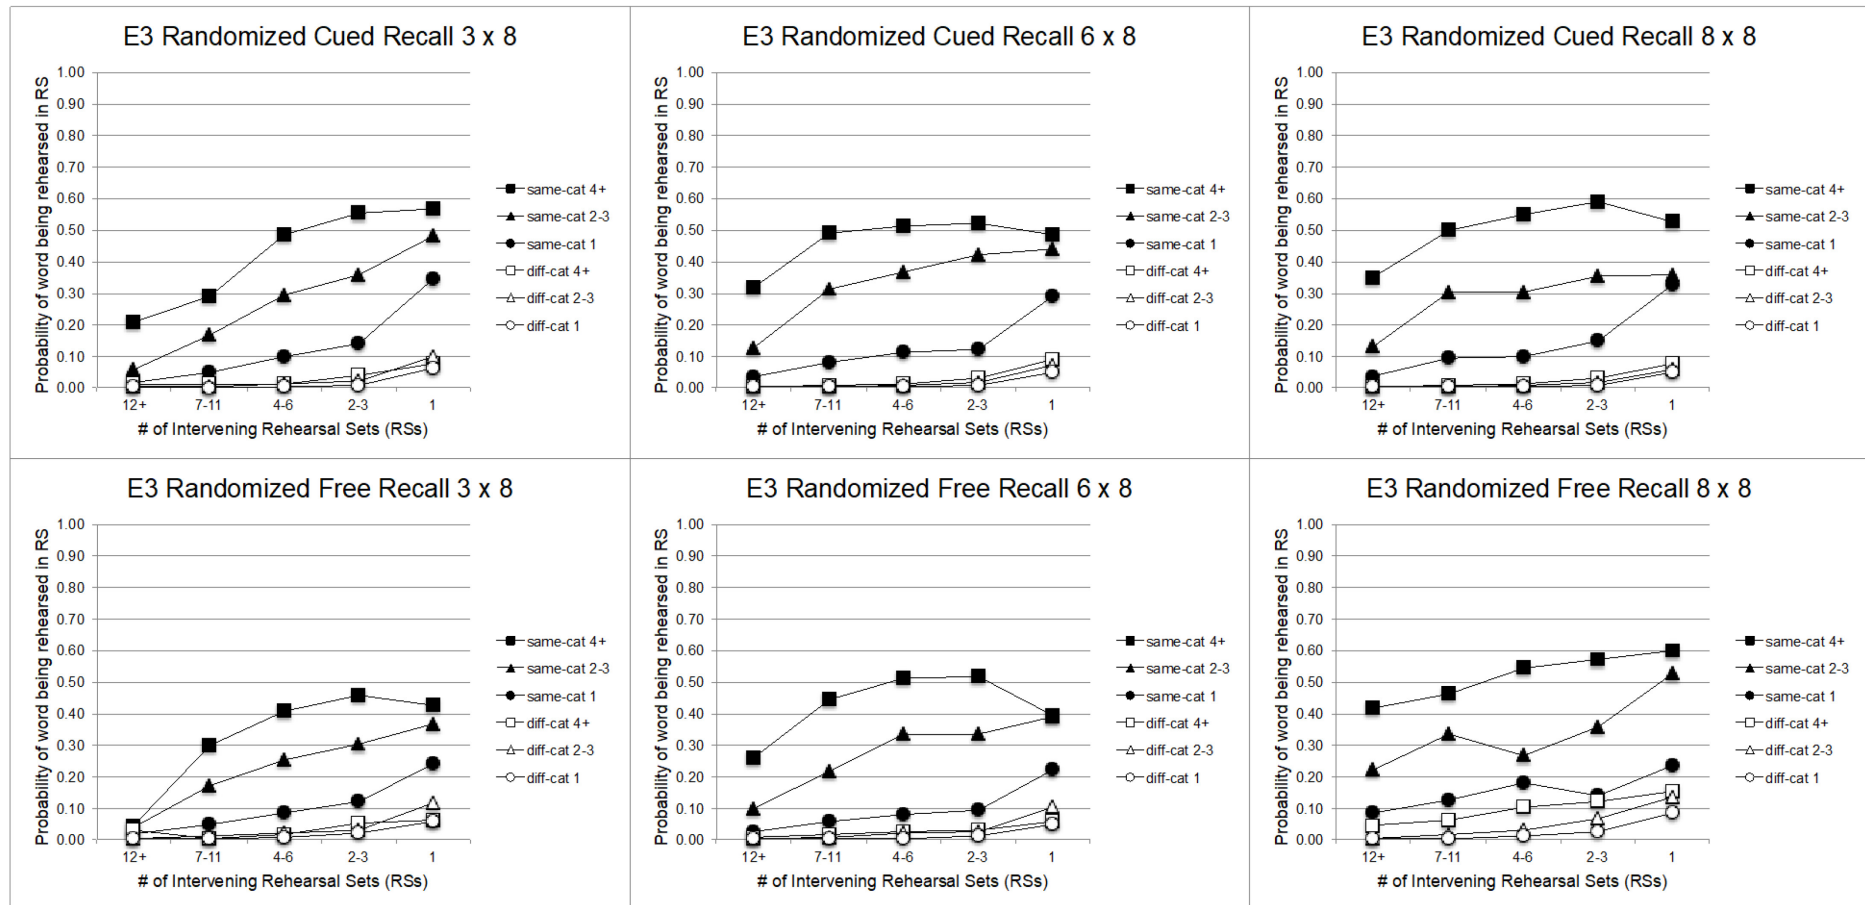 E3 Randomized Cued Recall 3 x 8
Probability of word being rehearsed in RS
1.00
0.90
0.80
0.70
0.60
0.50
0.40
0.30
0.20
0.10
0.00
12+ 7-11 4-6 2-3 1
# of Intervening Rehearsal Sets (RSs)
same-cat 4+
same-cat 2-3
same-cat 1
diff-cat 4+
diff-cat 2-3
diff-cat 1
E3 Randomized Cued Recall 6 x 8
Probability of word being rehearsed in RS
1.00
0.90
0.80
0.70
0.60
0.50
0.40
0.30
0.20
0.10
0.00
12+ 7-11 4-6 2-3 1
# of Intervening Rehearsal Sets (RSs)
same-cat 4+
same-cat 2-3
same-cat 1
diff-cat 4+
diff-cat 2-3
diff-cat 1
E3 Randomized Cued Recall 8 x 8
Probability of word being rehearsed in RS
1.00
0.90
0.80
0.70
0.60
0.50
0.40
0.30
0.20
0.10
0.00
12+ 7-11 4-6 2-3 1
# of Intervening Rehearsal Sets (RSs)
same-cat 4+
same-cat 2-3
same-cat 1
diff-cat 4+
diff-cat 2-3
diff-cat 1
E3 Randomized Free Recall 3 x 8
Probability of word being rehearsed in RS
1.00
0.90
0.80
0.70
0.60
0.50
0.40
0.30
0.20
0.10
0.00
12+ 7-11 4-6 2-3 1
# of Intervening Rehearsal Sets (RSs)
same-cat 4+
same-cat 2-3
same-cat 1
diff-cat 4+
diff-cat 2-3
diff-cat 1
E3 Randomized Free Recall 6 x 8
Probability of word being rehearsed in RS
1.00
0.90
0.80
0.70
0.60
0.50
0.40
0.30
0.20
0.10
0.00
12+ 7-11 4-6 2-3 1
# of Intervening Rehearsal Sets (RSs)
same-cat 4+
same-cat 2-3
same-cat 1
diff-cat 4+
diff-cat 2-3
diff-cat 1
E3 Randomized Free Recall 8 x 8
Probability of word being rehearsed in RS
1.00
0.90
0.80
0.70
0.60
0.50
0.40
0.30
0.20
0.10
0.00
12+ 7-11 4-6 2-3 1
# of Intervening Rehearsal Sets (RSs)
same-cat 4+
same-cat 2-3
same-cat 1
diff-cat 4+
diff-cat 2-3
diff-cat 1